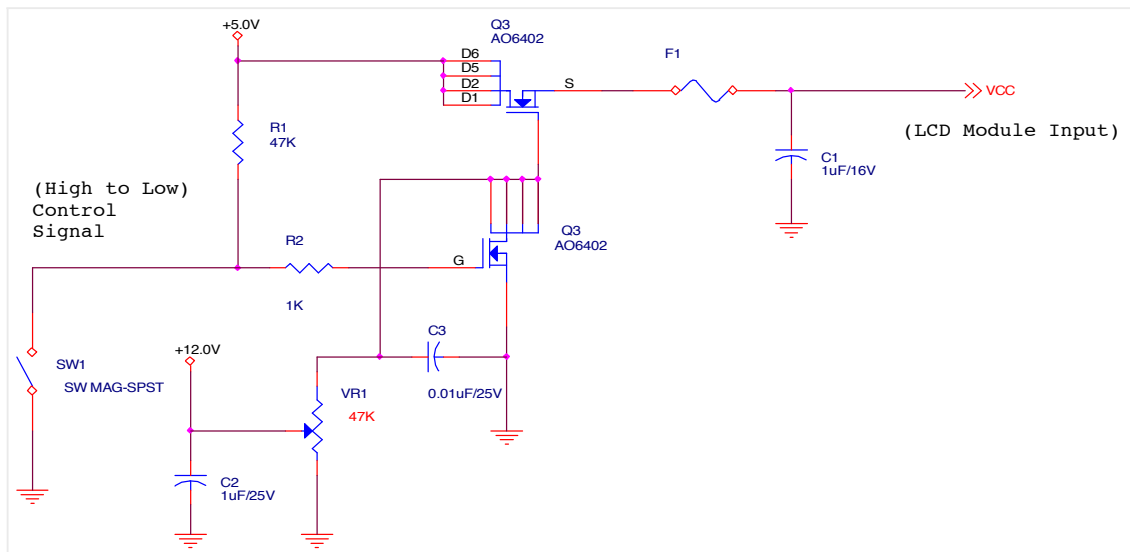 Q3
AO6402
+5.0V
D6
D5
D2
D1
S
F1
VCC
(LCD Module Input)
R1
47K
C1
1uF/16V
(High to Low)
Control
Signal
Q3
AO6402
R2
G
1K
C3
+12.0V
SW1
SW MAG-SPST
VR1
0.01uF/25V
47K
C2
1uF/25V